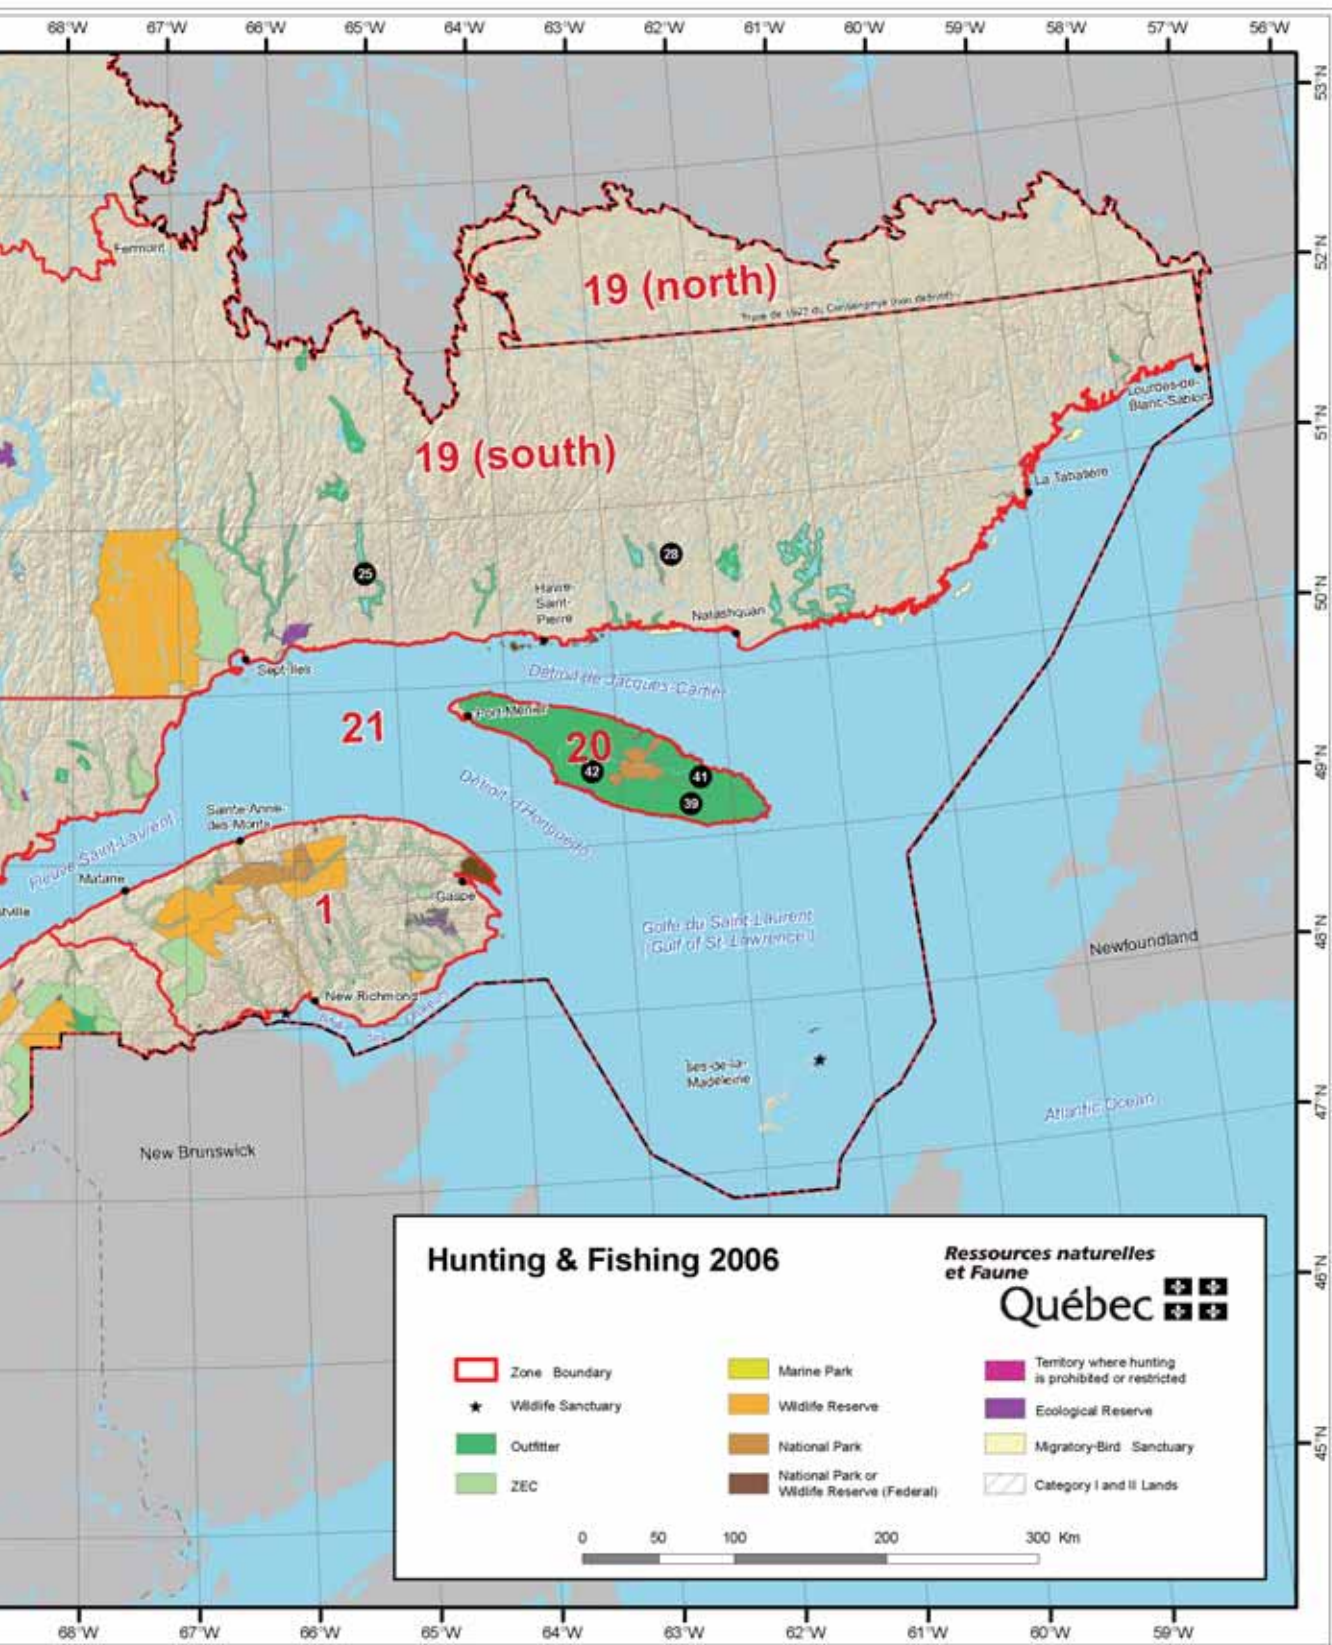 68°W 67°W 66°W 65°W 64°W 63°W 62°W 61°W 60°W 59°W 58°W 57°W 56°W
53°N
Fermont
52°N
19 (north)
Lourdes-de-
Blanc-Sablon
51°N
19 (south)
La Tabatière
28
25
50°N
Havre-
Saint-
Pierre
Natashquan
Sept-Îles
Détroit de Jacques-Cartier
Port-Menier
21
20
42
41
39
49°N
Détroit d'Honguedo
Sainte-Anne-
des-Monts
Fleuve Saint-Laurent
Matane
Gaspé
1
48°N
Golfe du Saint-Laurent
(Gulf of St. Lawrence)
Newfoundland
New Richmond
Îles-de-la-
Madeleine
47°N
Atlantic Ocean
New Brunswick
46°N
Hunting & Fishing 2006
Ressources naturelles
et Faune
Québec
Zone Boundary
Wildlife Sanctuary
Outfitter
ZEC
Marine Park
Wildlife Reserve
National Park
National Park or
Wildlife Reserve (Federal)
Territory where hunting
is prohibited or restricted
Ecological Reserve
Migratory-Bird Sanctuary
Category I and II Lands
45°N
0 50 100 200 300 Km
68°W 67°W 66°W 65°W 64°W 63°W 62°W 61°W 60°W 59°W